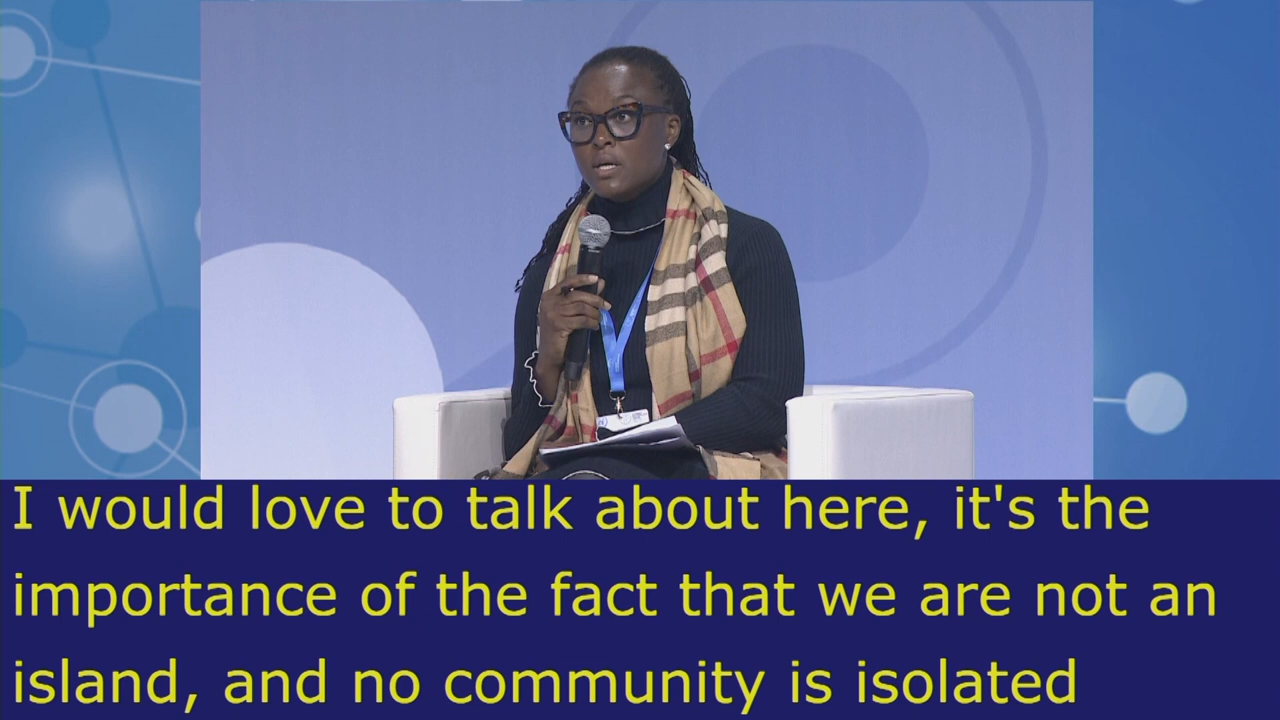 I would love to talk about here, it's the
importance of the fact that we are not an
island, and no community is isolated